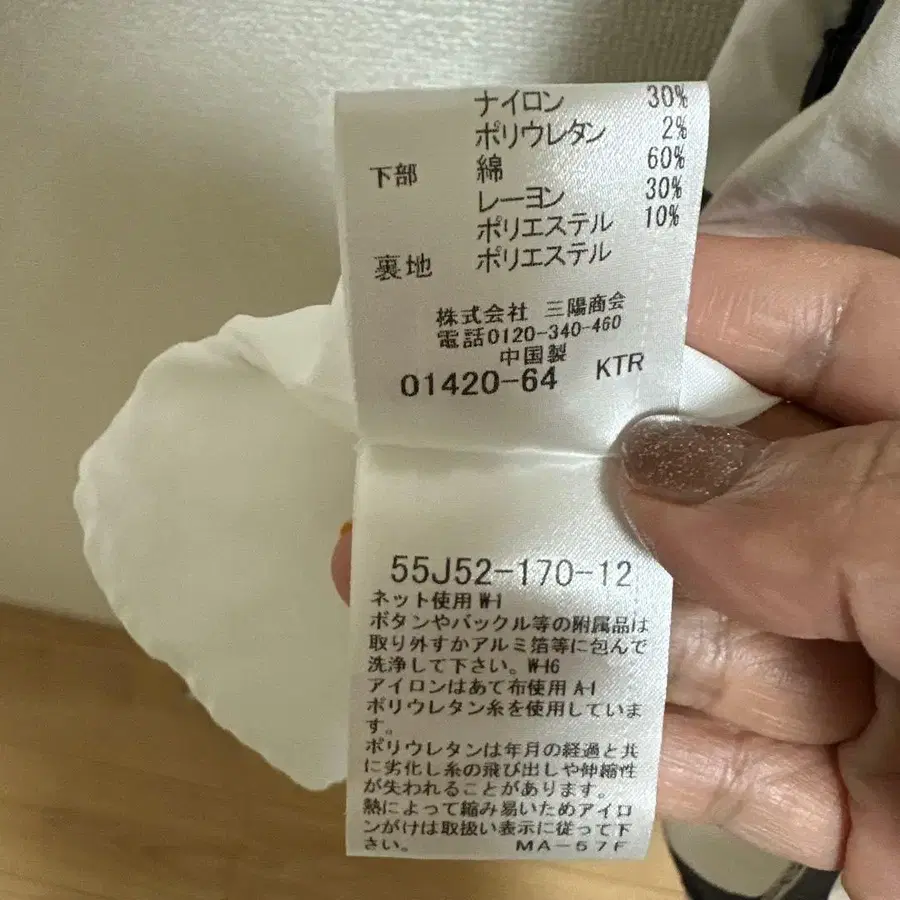 ナイロン 30%
ポリウレタン 2%
下部 綿 60%
レーヨン 30%
ポリエステル 10%
裏地 ポリエステル
株式会社 三陽商会
電話0120-340-460
中国製
01420-64 KTR
55J52-170-12
ネット使用 W-1
ボタンやバックル等の附属品は
取り外すかアルミ箔等に包んで
洗浄して下さい。W-16
アイロンはあて布使用 A-1
ポリウレタン糸を使用していま
す。
ポリウレタンは年月の経過と共
に劣化し糸の飛び出しや伸縮性
が失われることがあります。
熱によって縮み易いためアイロ
ンがけは取扱い表示に従って下
さい。 MA-57F